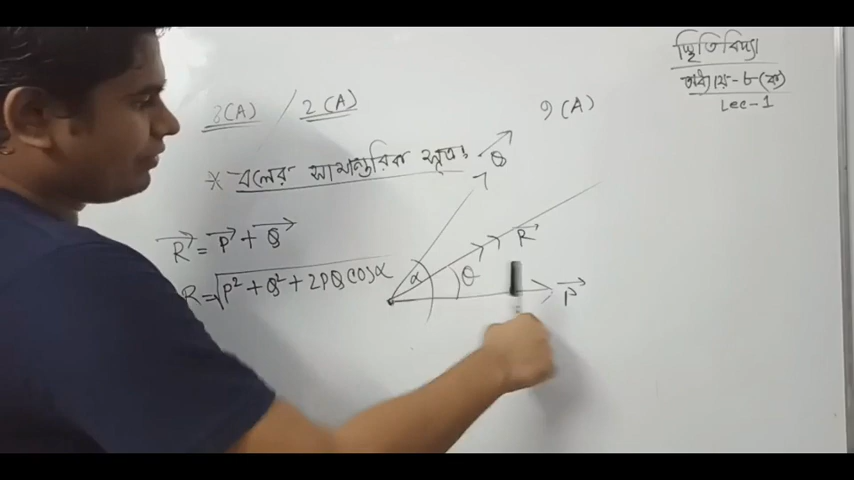 স্থিতিবিদ্যা
অধ্যায়-৮(ক)
Lec-1
8(A) / 2(A)
9(A)
* বলের সামান্তরিক সূত্রঃ
Q
R = P + Q
R
R = √P² + Q² + 2PQ cosα
α
θ
P